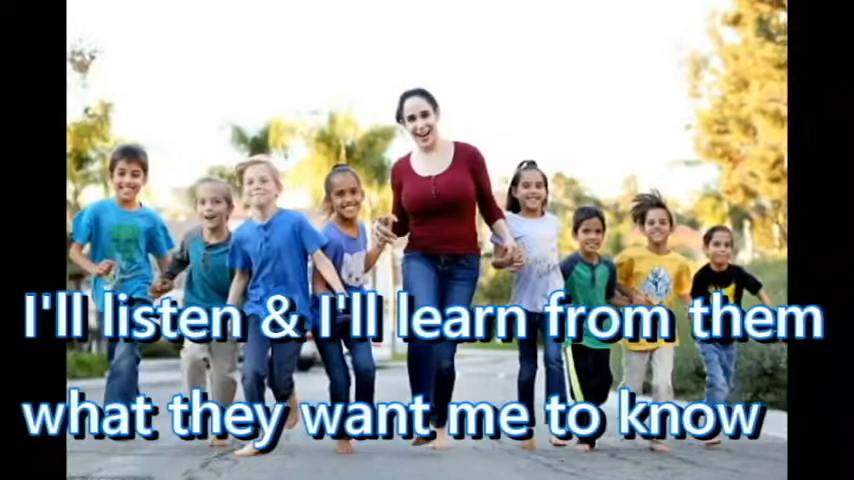 I'll listen & I'll learn from them
what they want me to know